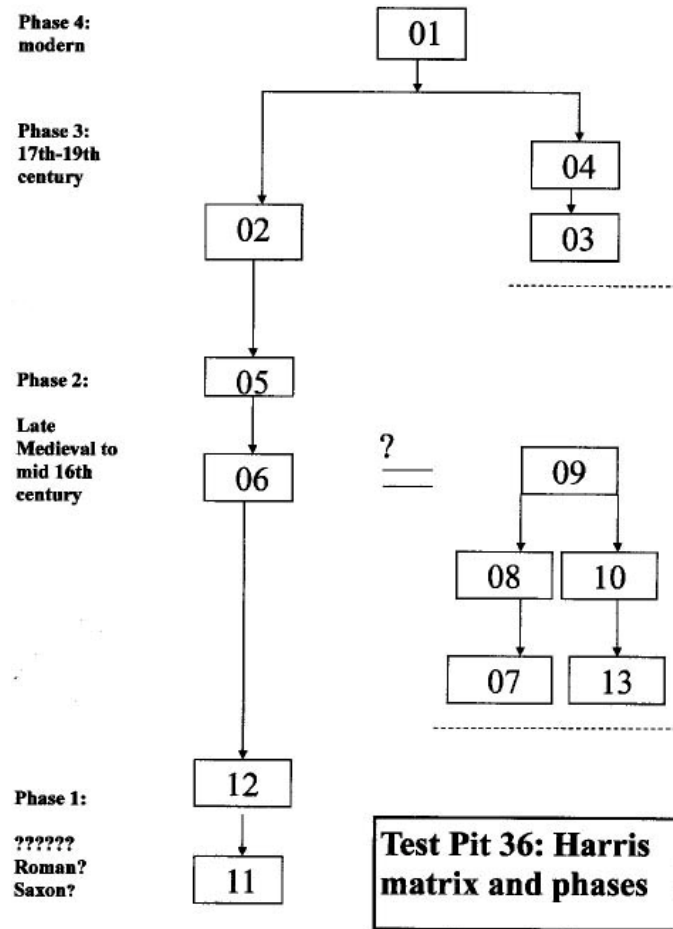 Phase 4:
modern
01
Phase 3:
17th-19th
century
04
02
03
05
Phase 2:
Late
Medieval to
mid 16th
century
?
06
09
08
10
07
13
12
Phase 1:
??????
Roman?
Saxon?
11
Test Pit 36: Harris
matrix and phases